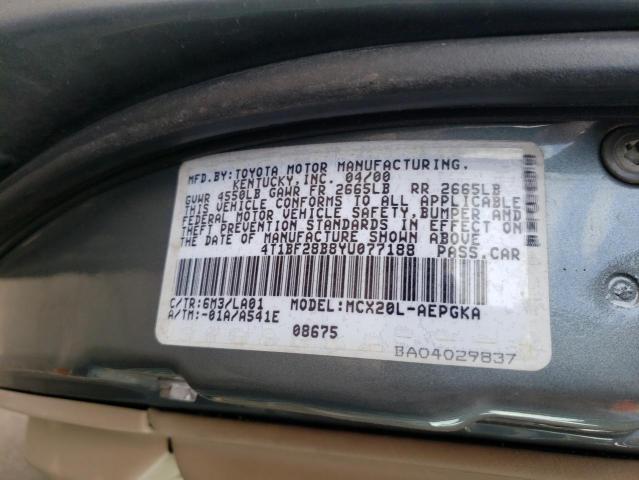 MFD.BY:TOYOTA MOTOR MANUFACTURING,
KENTUCKY,INC. 04/00
GVWR 4550LB GAWR FR 2665LB RR 2665LB
THIS VEHICLE CONFORMS TO ALL APPLICABLE
FEDERAL MOTOR VEHICLE SAFETY,BUMPER AND
THEFT PREVENTION STANDARDS IN EFFECT ON
THE DATE OF MANUFACTURE SHOWN ABOVE.
4T1BF28B8YU077188 PASS.CAR
C/TR:6M3/LA01 MODEL:MCX20L-AEPGKA
A/TM:-01A/A541E
08675
BA04029837